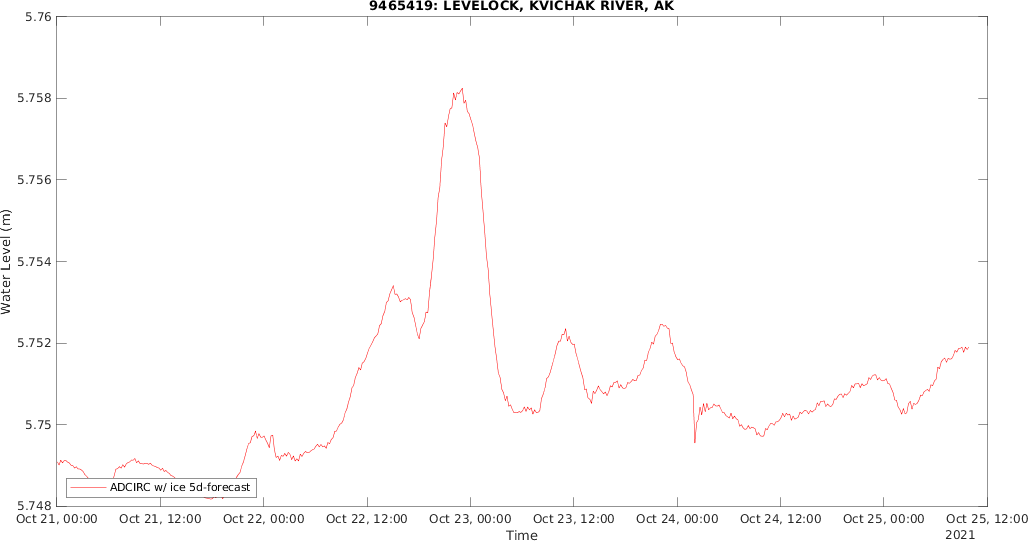 9465419: LEVELOCK, KVICHAK RIVER, AK
5.76
5.758
5.756
5.754
5.752
5.75
5.748
Water Level (m)
ADCIRC w/ ice 5d-forecast
Oct 21, 00:00 Oct 21, 12:00 Oct 22, 00:00 Oct 22, 12:00 Oct 23, 00:00 Oct 23, 12:00 Oct 24, 00:00 Oct 24, 12:00 Oct 25, 00:00 Oct 25, 12:00
Time
2021